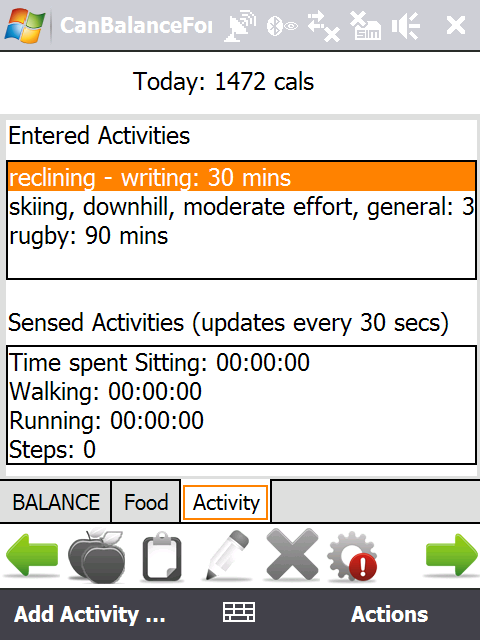 CanBalanceFor
SIM
Today: 1472 cals
Entered Activities
reclining - writing: 30 mins
skiing, downhill, moderate effort, general: 3
rugby: 90 mins
Sensed Activities (updates every 30 secs)
Time spent Sitting: 00:00:00
Walking: 00:00:00
Running: 00:00:00
Steps: 0
BALANCE Food Activity
Add Activity ... Actions